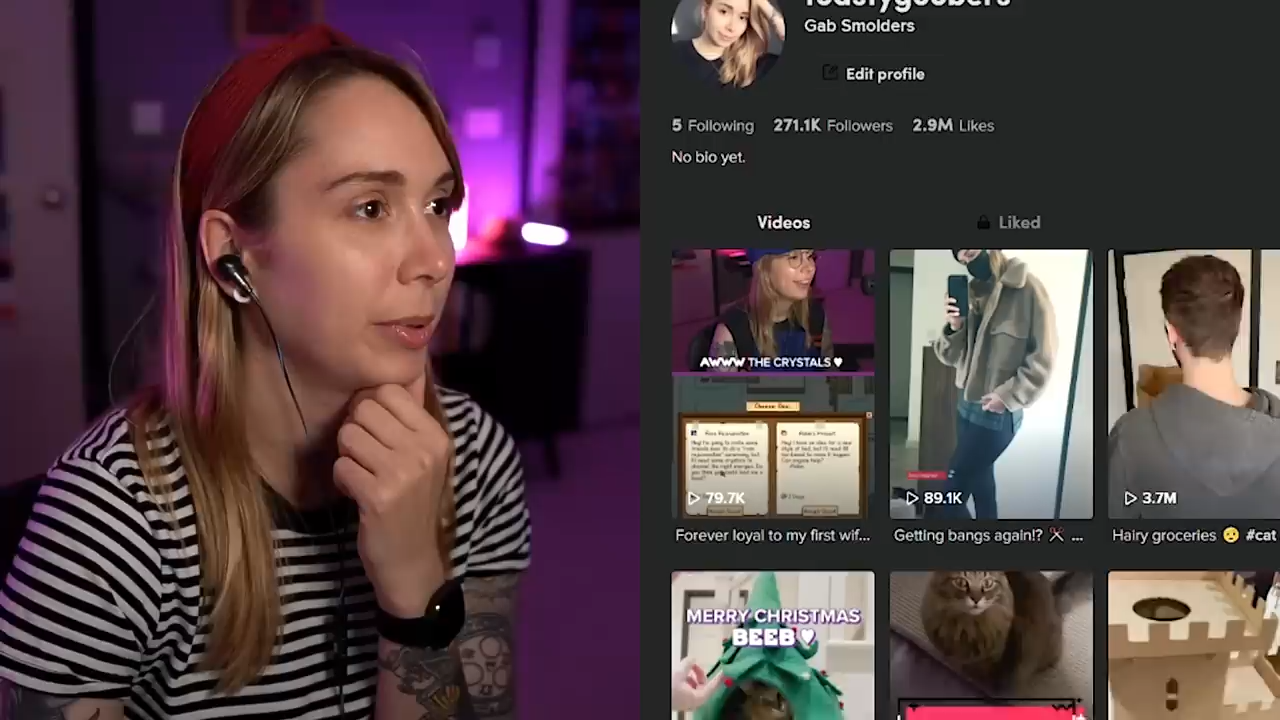 Gab Smolders
Edit profile
5 Following 271.1K Followers 2.9M Likes
No bio yet.
Videos
Liked
AWWW THE CRYSTALS ♥
79.7K
89.1K
3.7M
Forever loyal to my first wif...
Getting bangs again!? ✂️ ...
Hairy groceries 😯 #cat
MERRY CHRISTMAS
BEEB ♥